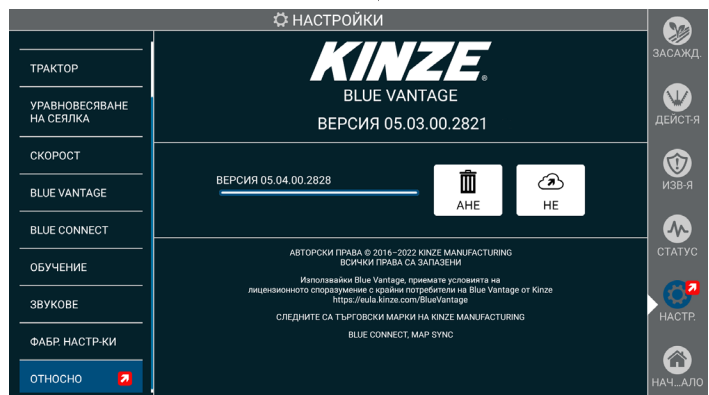 НАСТРОЙКИ
ТРАКТОР
УРАВНОВЕСЯВАНЕ
НА СЕЯЛКА
СКОРОСТ
BLUE VANTAGE
BLUE CONNECT
ОБУЧЕНИЕ
ЗВУКОВЕ
ФАБР. НАСТР-КИ
ОТНОСНО
KINZE®
BLUE VANTAGE
ВЕРСИЯ 05.03.00.2821
ВЕРСИЯ 05.04.00.2828
АНЕ
НЕ
АВТОРСКИ ПРАВА © 2016–2022 KINZE MANUFACTURING
ВСИЧКИ ПРАВА СА ЗАПАЗЕНИ
Използвайки Blue Vantage, приемате условията на
лицензионното споразумение с крайни потребители на Blue Vantage от Kinze
https://eula.kinze.com/BlueVantage
СЛЕДНИТЕ СА ТЪРГОВСКИ МАРКИ НА KINZE MANUFACTURING
BLUE CONNECT, MAP SYNC
ЗАСАЖД.
ДЕЙСТ-Я
ИЗВ-Я
СТАТУС
НАСТР.
НАЧ...АЛО